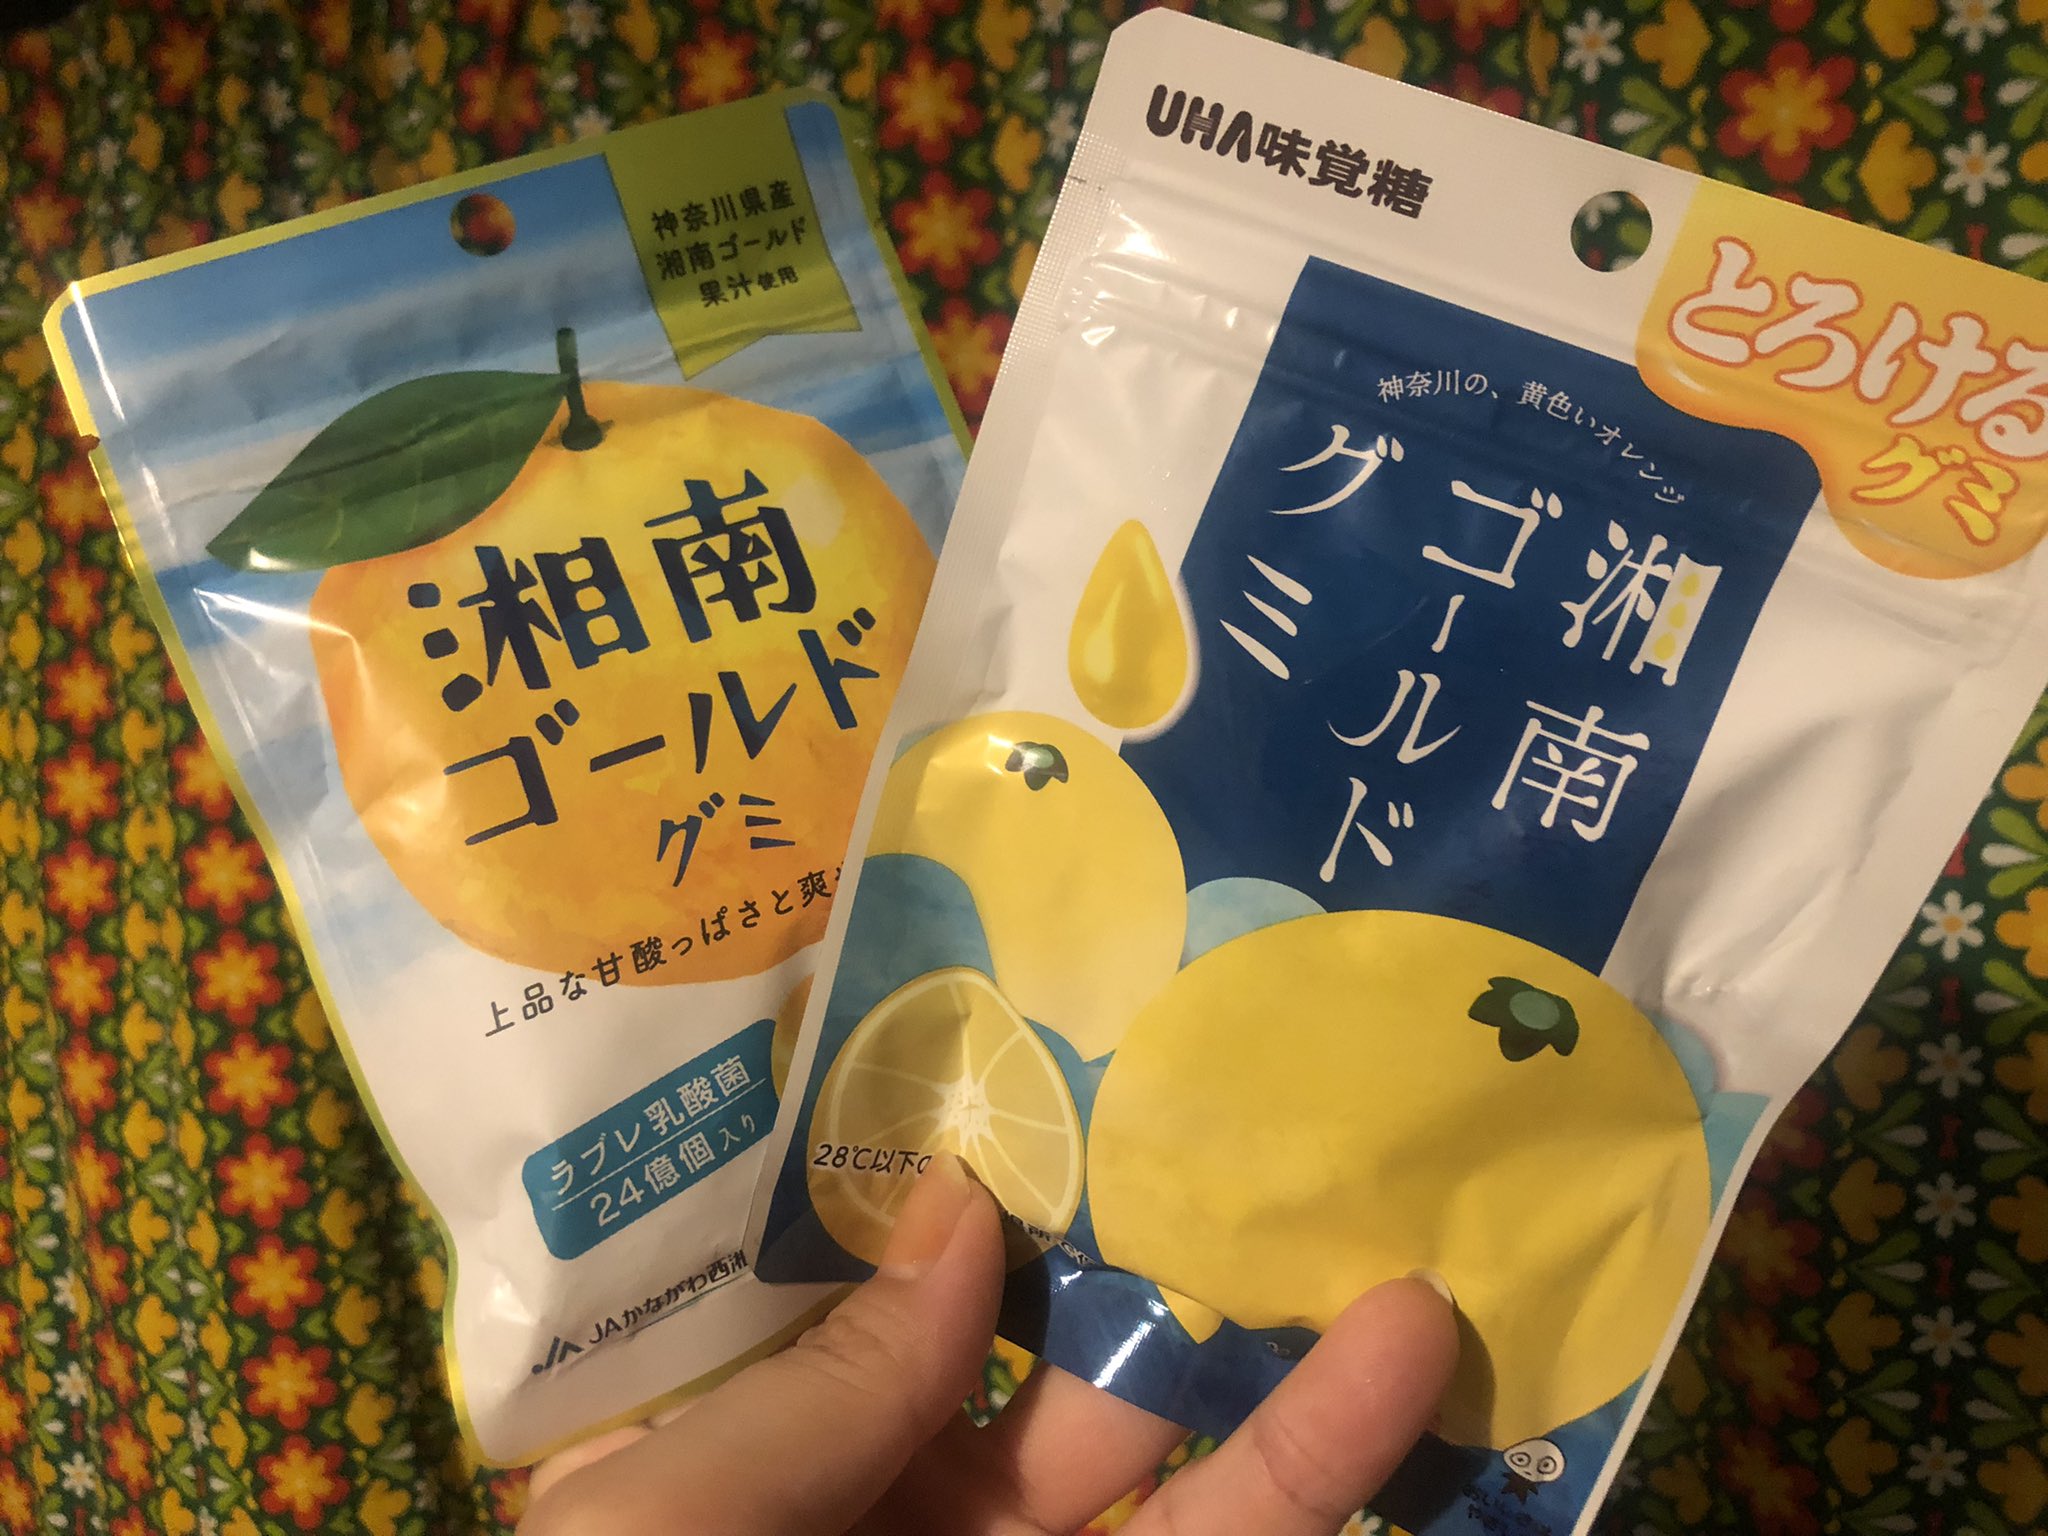 神奈川県産
湘南ゴールド
果汁使用
湘南
ゴールド
グミ
上品な甘酸っぱさと爽
ラブレ乳酸菌
24億個入り
JAかながわ西湘
UHA味覚糖
とろける
グミ
神奈川の、黄色いオレンジ
湘南
ゴールド
グミ
28℃以下の